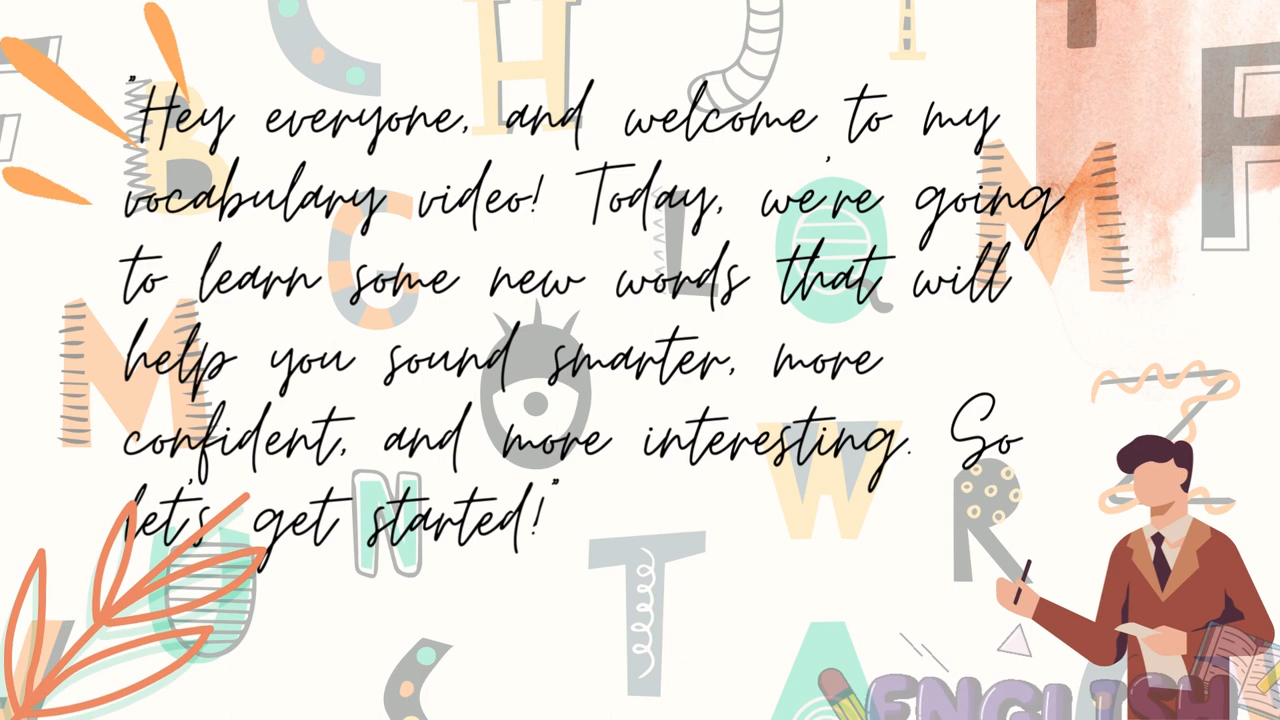 "Hey everyone, and welcome to my
vocabulary video! Today, we're going
to learn some new words that will
help you sound smarter, more
confident, and more interesting. So
let's get started!"
ENGLISH